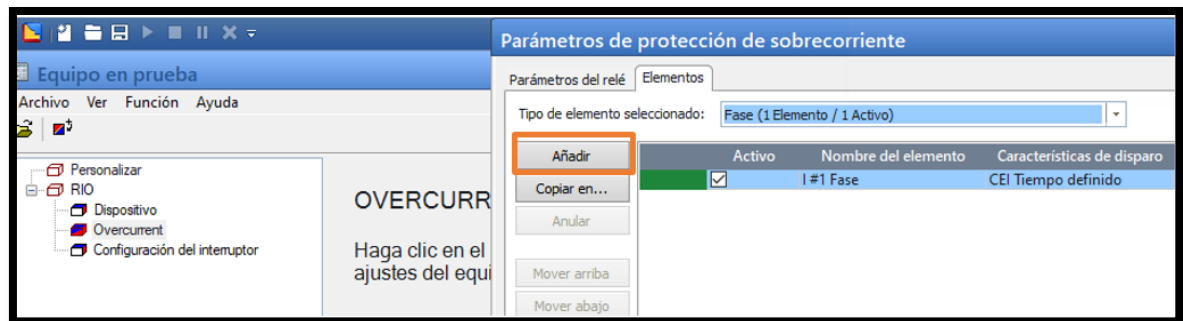 Equipo en prueba
Archivo Ver Función Ayuda
Personalizar
RIO
Dispositivo
Overcurrent
Configuración del interruptor
OVERCURR
Haga clic en el
ajustes del equi
Parámetros de protección de sobrecorriente
Parámetros del relé Elementos
Tipo de elemento seleccionado: Fase (1 Elemento / 1 Activo)
Añadir
Copiar en...
Anular
Mover arriba
Mover abajo
Activo Nombre del elemento Características de disparo
I #1 Fase CEI Tiempo definido